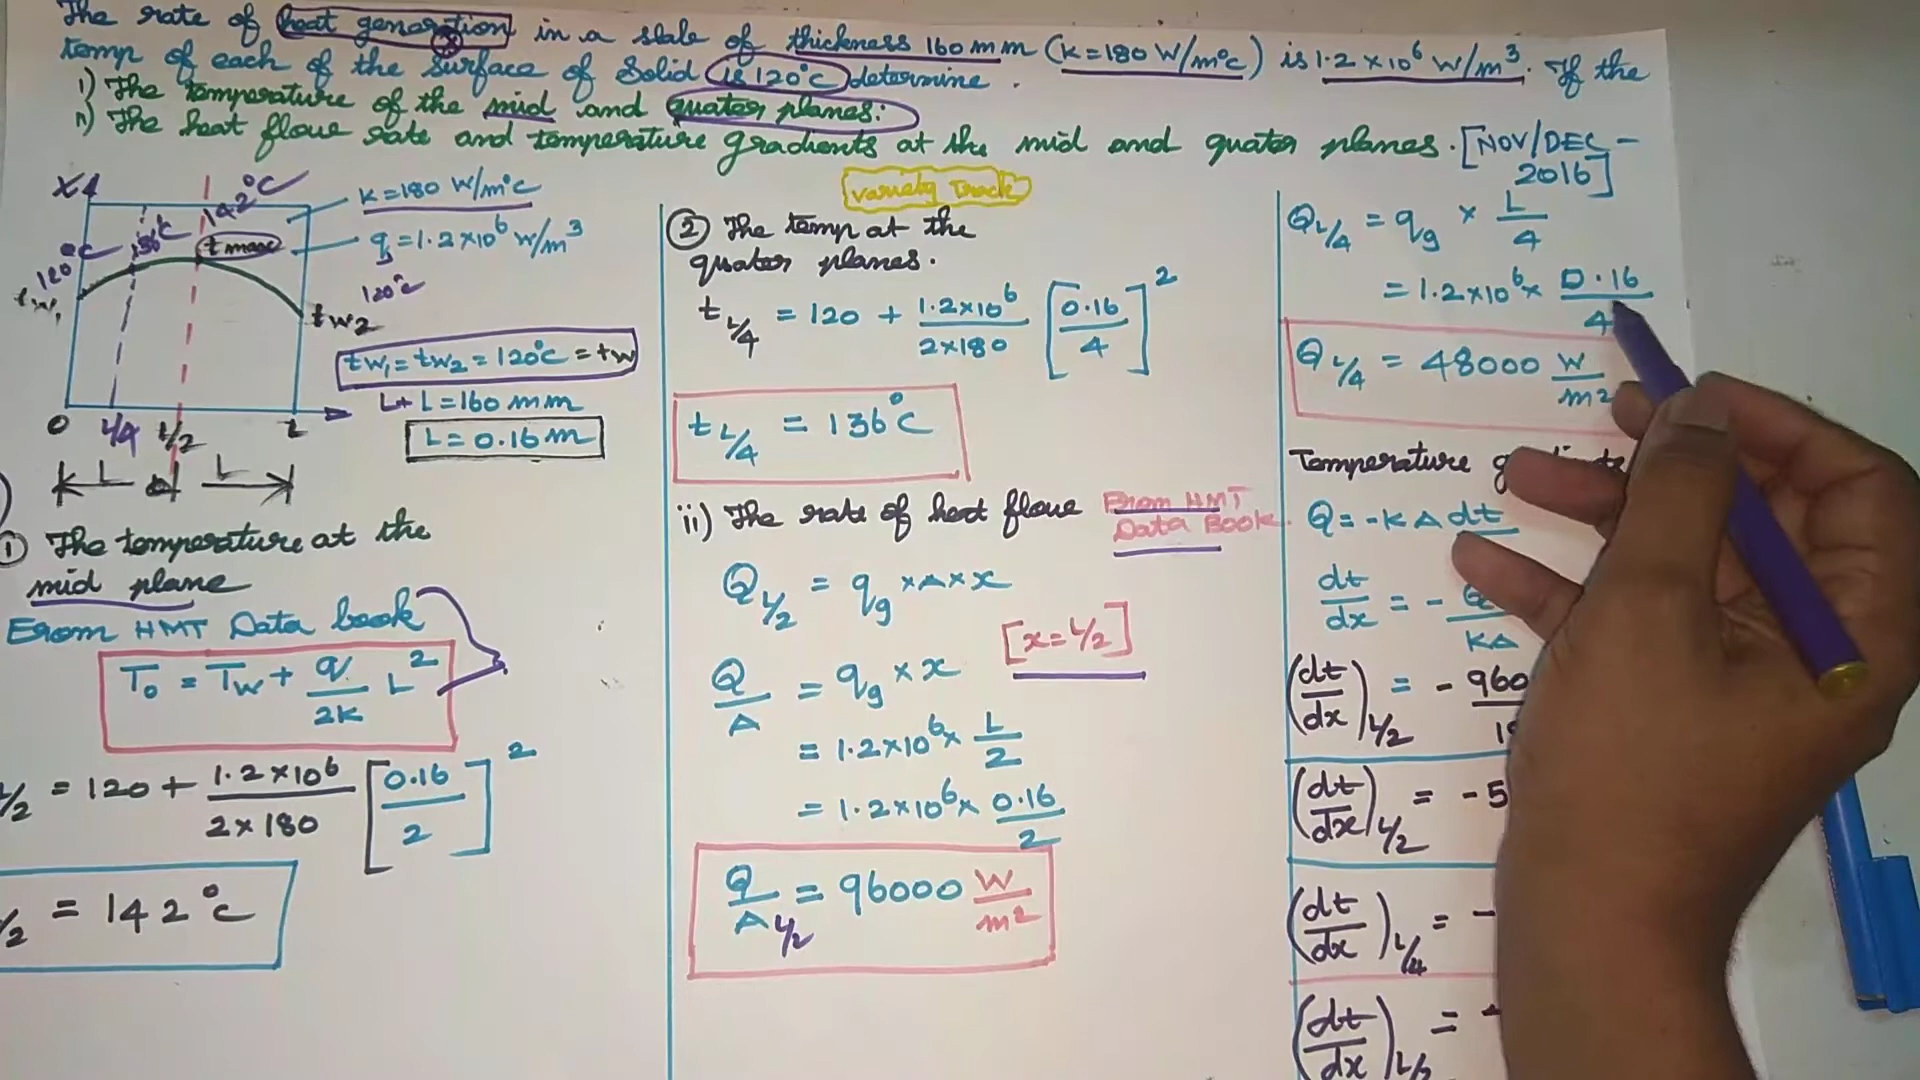 The rate of heat generation in a slab of thickness 160 mm (K=180 W/m°c) is 1.2×10⁶ W/m³. If the
temp of each of the surface of solid is 120°c determine.
i) The temperature of the mid and quater planes.
ii) The heat flow rate and temperature gradients at the mid and quater planes. [NOV/DEC -
2016]
variety Track
142°C
136°c
120°c
tmax
tw₁
tw₂
120°c
K=180 W/m°c
q=1.2×10⁶ W/m³
tw₁=tw₂=120°c=tw
L+L=160 mm
L=0.16 m
0 L/4 L/2 L
L L
① The temperature at the
mid plane
From HMT Data book
T₀ = Tw + q/2K L²
L/2 = 120 + 1.2×10⁶/2×180 [0.16/2]²
/2 = 142°c
② The temp at the
quater planes.
t L/4 = 120 + 1.2×10⁶/2×180 [0.16/4]²
t L/4 = 136°c
ii) The rate of heat flow From HMT
Data Book.
Q L/2 = qg × A × x
[x=L/2]
Q/A = qg × x
= 1.2×10⁶ × L/2
= 1.2×10⁶ × 0.16/2
Q/A L/2 = 96000 W/m²
Q L/4 = qg × L/4
= 1.2×10⁶ × 0.16/4
Q L/4 = 48000 W/m²
Temperature
Q = -KA dt
dt/dx = - Q/KA
(dt/dx) L/2 = - 960
(dt/dx) L/2 = -5
(dt/dx) L/4 = -
(dt/dx) = -